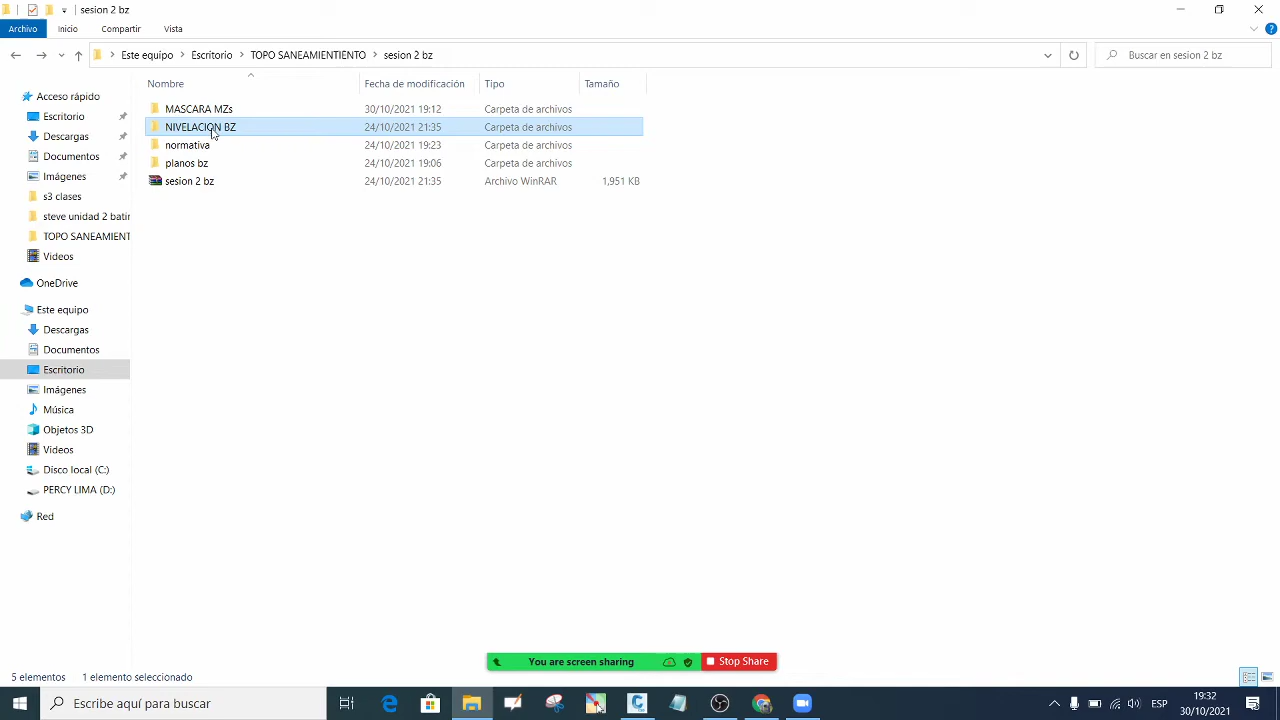 sesion 2 bz
Archivo Inicio Compartir Vista
Este equipo > Escritorio > TOPO SANEAMIENTIENTO > sesion 2 bz
Buscar en sesion 2 bz
Nombre Fecha de modificación Tipo Tamaño
MASCARA MZs 30/10/2021 19:12 Carpeta de archivos
NIVELACION BZ 24/10/2021 21:35 Carpeta de archivos
normativa 24/10/2021 19:23 Carpeta de archivos
planos bz 24/10/2021 19:06 Carpeta de archivos
sesion 2 bz 24/10/2021 21:35 Archivo WinRAR 1,951 KB
Acceso rápido
Escritorio
Descargas
Documentos
Imágenes
s3 clases
steve unidad 2 batir
TOPO SANEAMIENT
Videos
OneDrive
Este equipo
Descargas
Documentos
Escritorio
Imágenes
Música
Objetos 3D
Videos
Disco local (C:)
PERCY LIMA (D:)
Red
You are screen sharing Stop Share
5 elementos 1 elemento seleccionado
Escribe aquí para buscar
ESP
19:32
30/10/2021